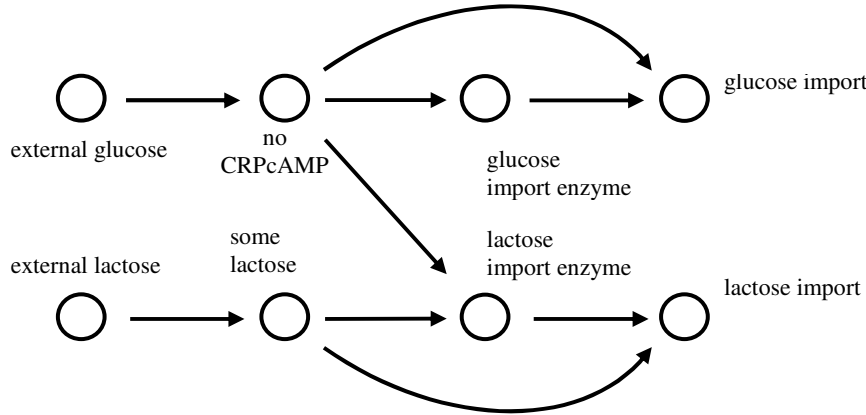 glucose import
external glucose
no
CRPcAMP
glucose
import enzyme
external lactose
some
lactose
lactose
import enzyme
lactose import